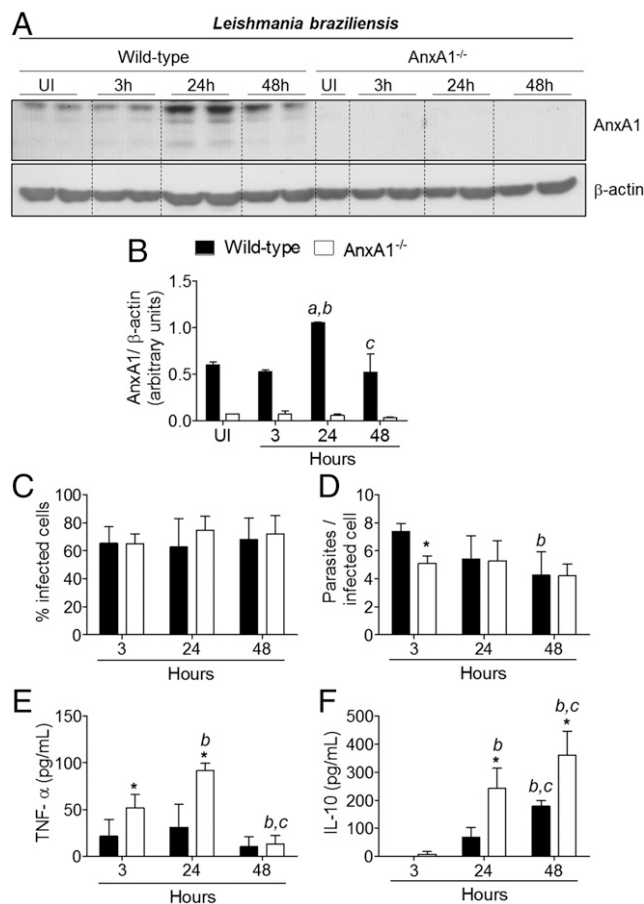 A
Leishmania braziliensis
Wild-type AnxA1-/-
UI 3h 24h 48h UI 3h 24h 48h
AnxA1
β-actin
B
Wild-type AnxA1-/-
AnxA1/ β-actin
(arbitrary units)
1.5
1.0
0.5
0.0
a,b
c
UI 3 24 48
Hours
C
% infected cells
100
80
60
40
20
0
3 24 48
Hours
D
Parasites /
infected cell
8
6
4
2
0
*
b
3 24 48
Hours
E
TNF- α (pg/mL)
150
100
50
0
*
b
*
b,c
3 24 48
Hours
F
IL-10 (pg/mL)
500
400
300
200
100
0
b
*
b,c
b,c
*
3 24 48
Hours